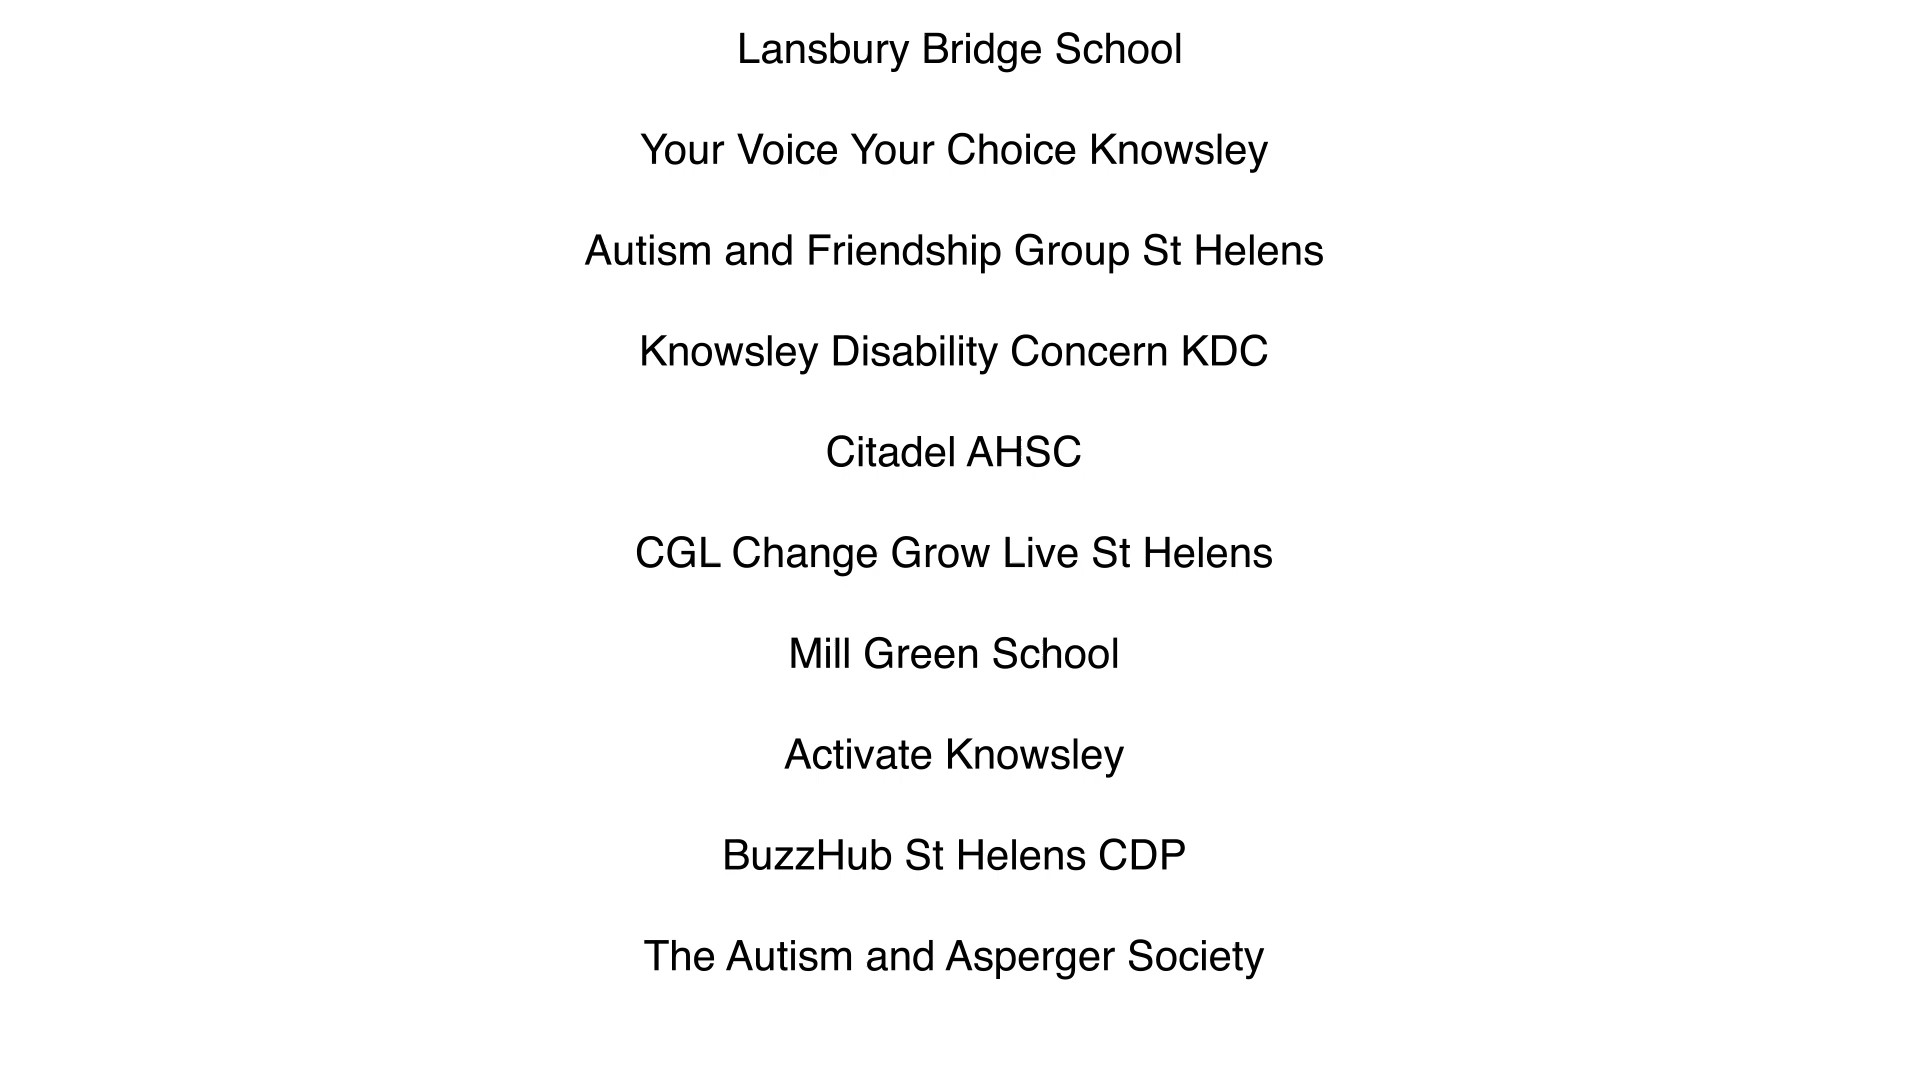 Lansbury Bridge School
Your Voice Your Choice Knowsley
Autism and Friendship Group St Helens
Knowsley Disability Concern KDC
Citadel AHSC
CGL Change Grow Live St Helens
Mill Green School
Activate Knowsley
BuzzHub St Helens CDP
The Autism and Asperger Society